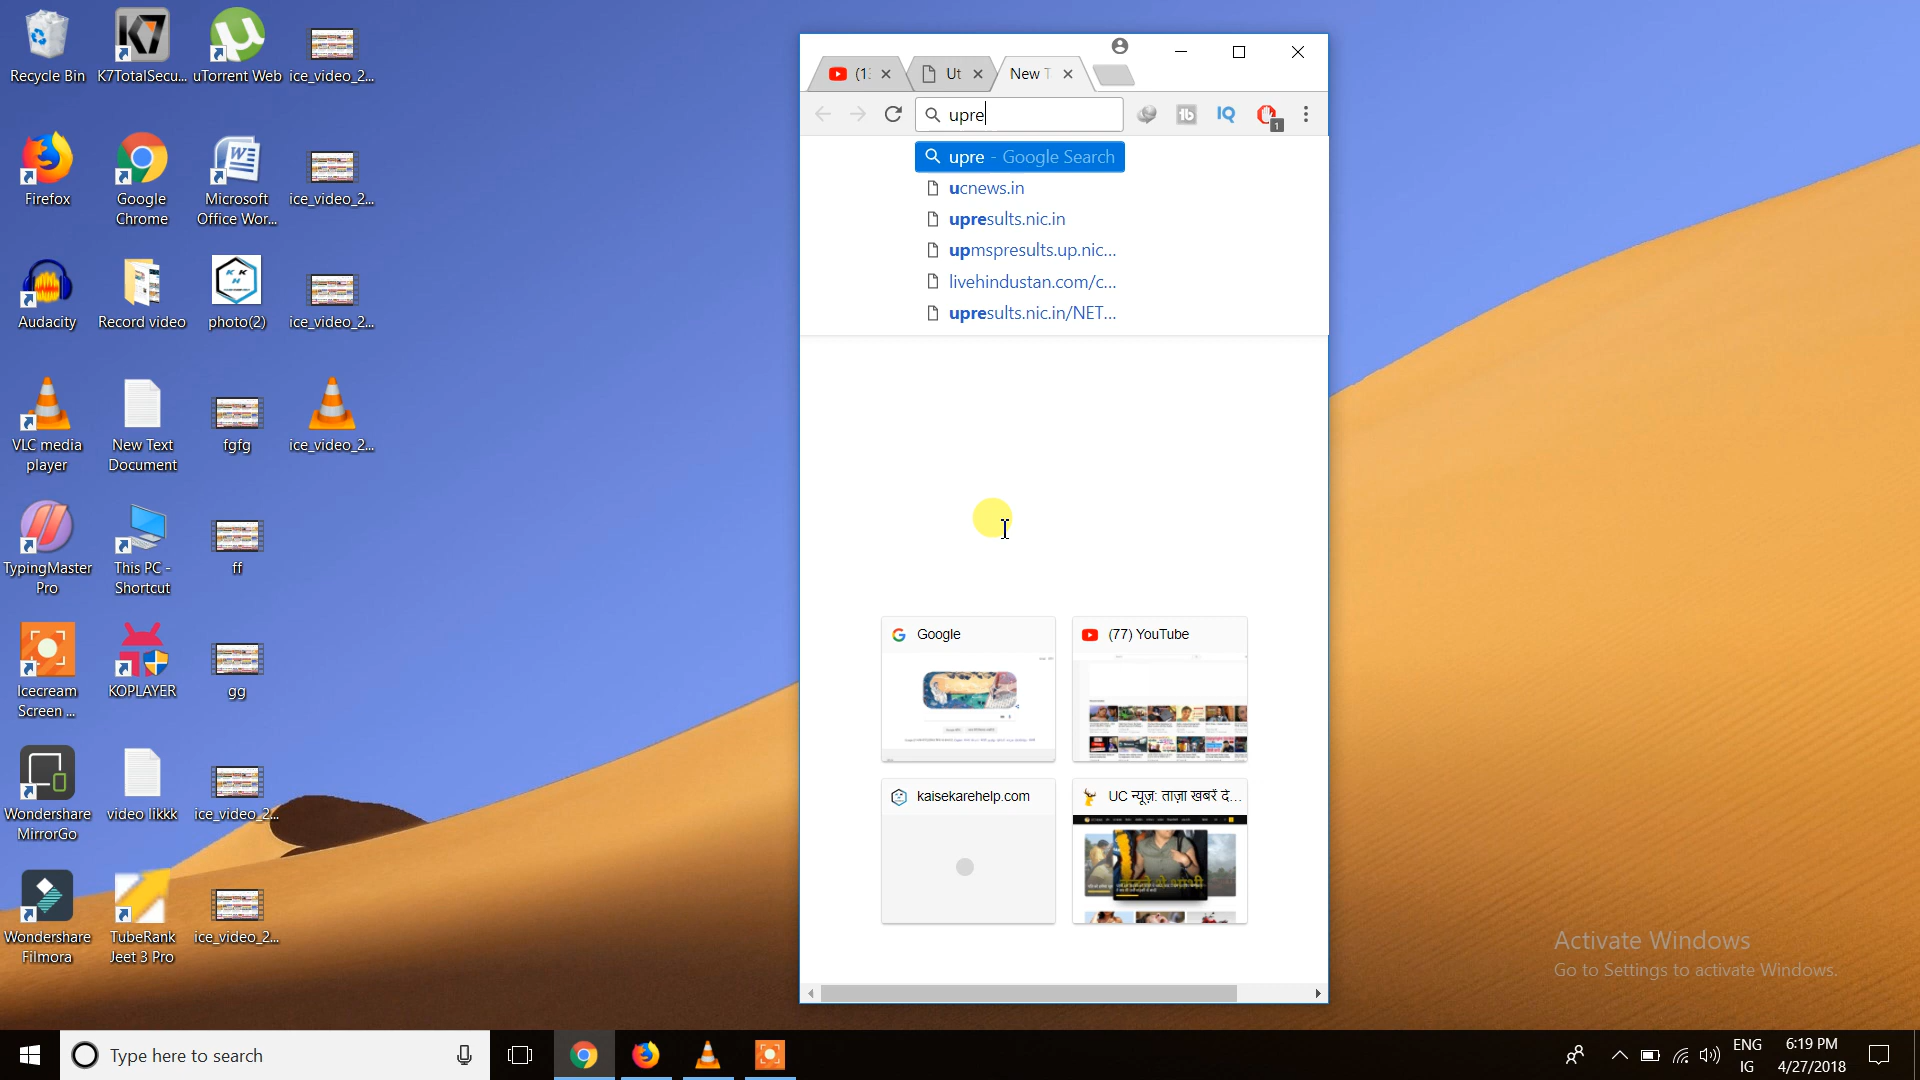 Recycle Bin
K7TotalSecu...
uTorrent Web
ice_video_2...
Firefox
Google
Chrome
Microsoft
Office Wor...
ice_video_2...
Audacity
Record video
photo(2)
ice_video_2...
VLC media
player
New Text
Document
fgfg
ice_video_2...
TypingMaster
Pro
This PC -
Shortcut
ff
Icecream
Screen ...
KOPLAYER
gg
Wondershare
MirrorGo
video likkk
ice_video_2...
Wondershare
Filmora
TubeRank
Jeet 3 Pro
ice_video_2...
Ut
New T
upre
1
upre - Google Search
ucnews.in
upresults.nic.in
upmspresults.up.nic...
livehindustan.com/c...
upresults.nic.in/NET...
Google
(77) YouTube
kaisekarehelp.com
UC न्यूज़: ताज़ा खबरें दे...
Activate Windows
Go to Settings to activate Windows.
Type here to search
ENG
IG
6:19 PM
4/27/2018